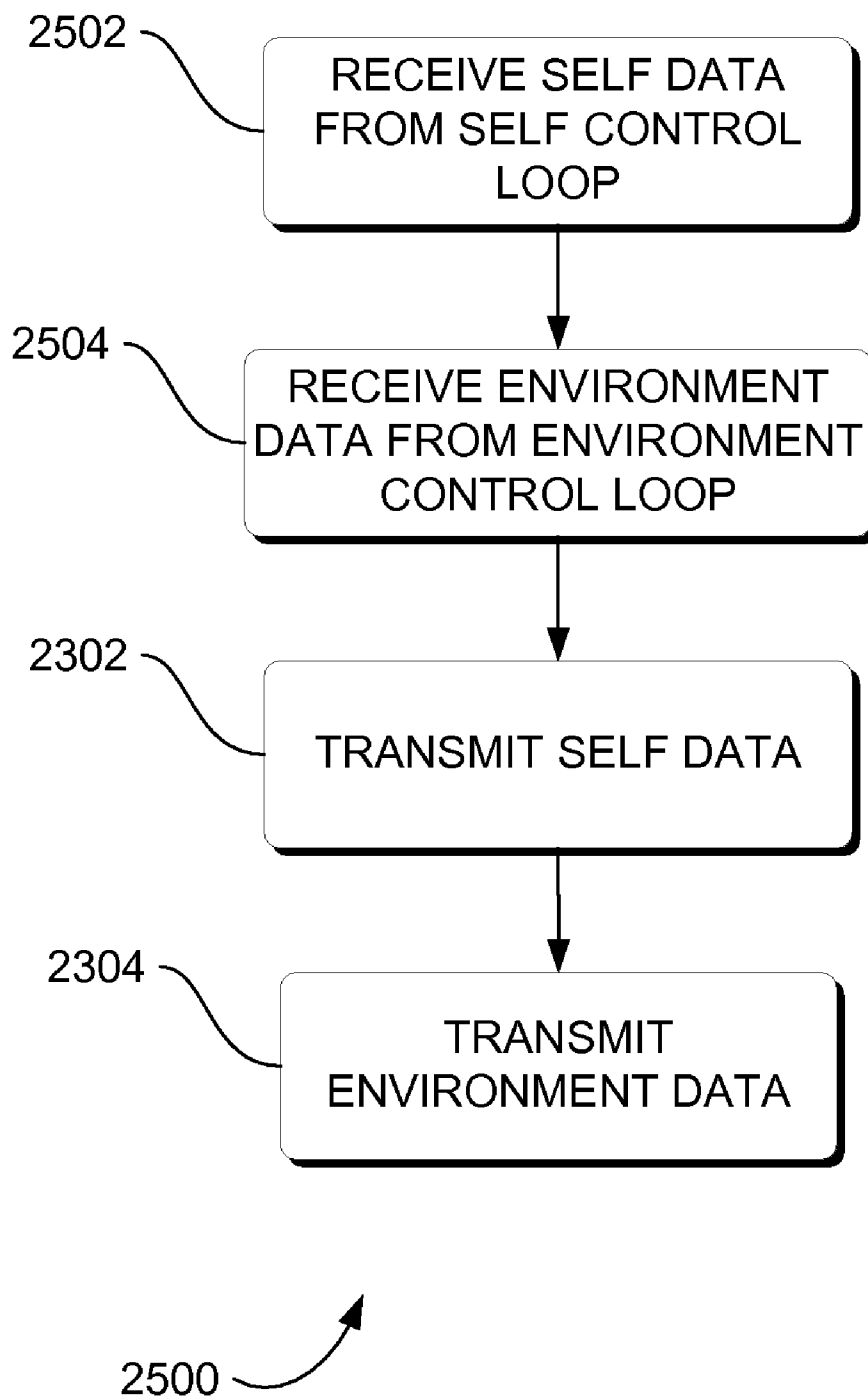 2502
RECEIVE SELF DATA
FROM SELF CONTROL
LOOP
2504
RECEIVE ENVIRONMENT
DATA FROM ENVIRONMENT
CONTROL LOOP
2302
TRANSMIT SELF DATA
2304
TRANSMIT
ENVIRONMENT DATA
2500